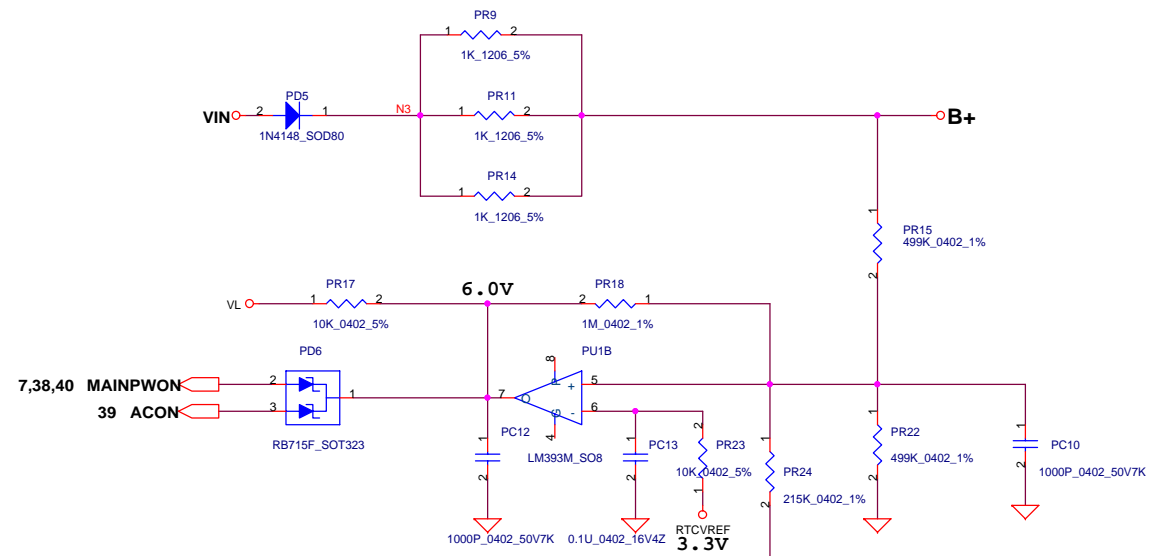 PR9
1 2
1K_1206_5%
PD5
VIN 2 1 N3
1N4148_SOD80
PR11
1 2
1K_1206_5%
B+
PR14
1 2
1K_1206_5%
1
PR15
499K_0402_1%
2
VL 1 PR17 2
10K_0402_5%
6.0V
2 PR18 1
1M_0402_1%
PD6
7,38,40 MAINPWON 2
39 ACON 3
1
RB715F_SOT323
PU1B
8
P
7 O + 5
- 6
G
4
LM393M_SO8
1
PC12
2
1000P_0402_50V7K
1
PC13
2
0.1U_0402_16V4Z
2
PR23
10K_0402_5%
1
RTCVREF
3.3V
1
PR24
215K_0402_1%
2
1
PR22
499K_0402_1%
2
1
PC10
2
1000P_0402_50V7K